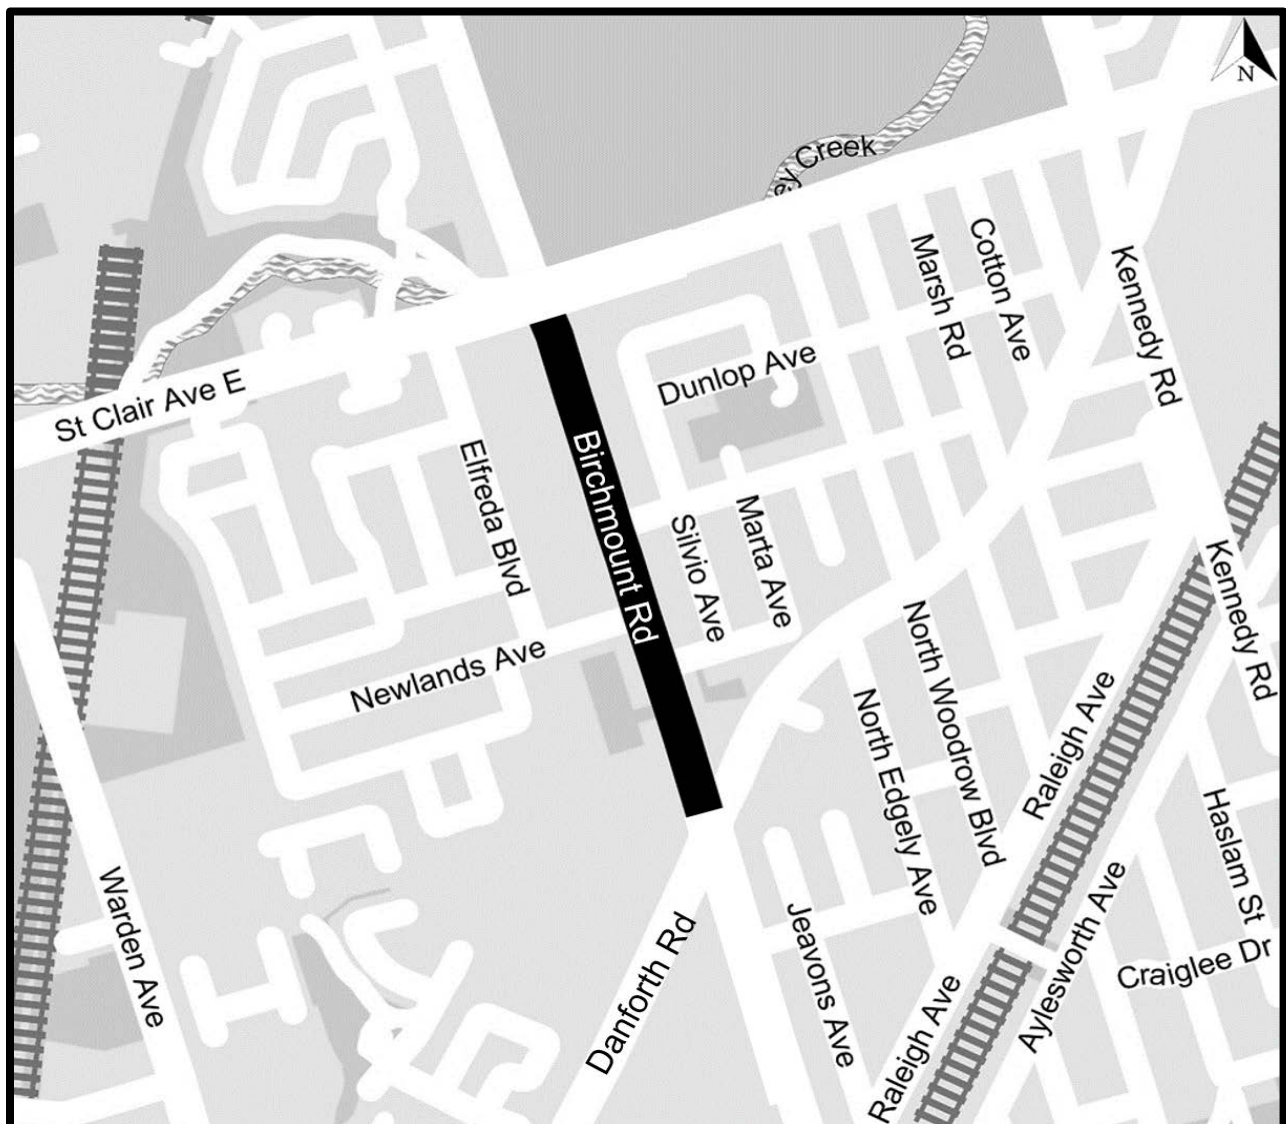 N
ey Creek
Cotton Ave
Marsh Rd
Kennedy Rd
St Clair Ave E
Dunlop Ave
Elfreda Blvd
Birchmount Rd
Silvio Ave
Marta Ave
Kennedy Rd
Newlands Ave
North Woodrow Blvd
North Edgely Ave
Raleigh Ave
Haslam St
Warden Ave
Jeavons Ave
Danforth Rd
Aylesworth Ave
Craiglee Dr
Raleigh Ave